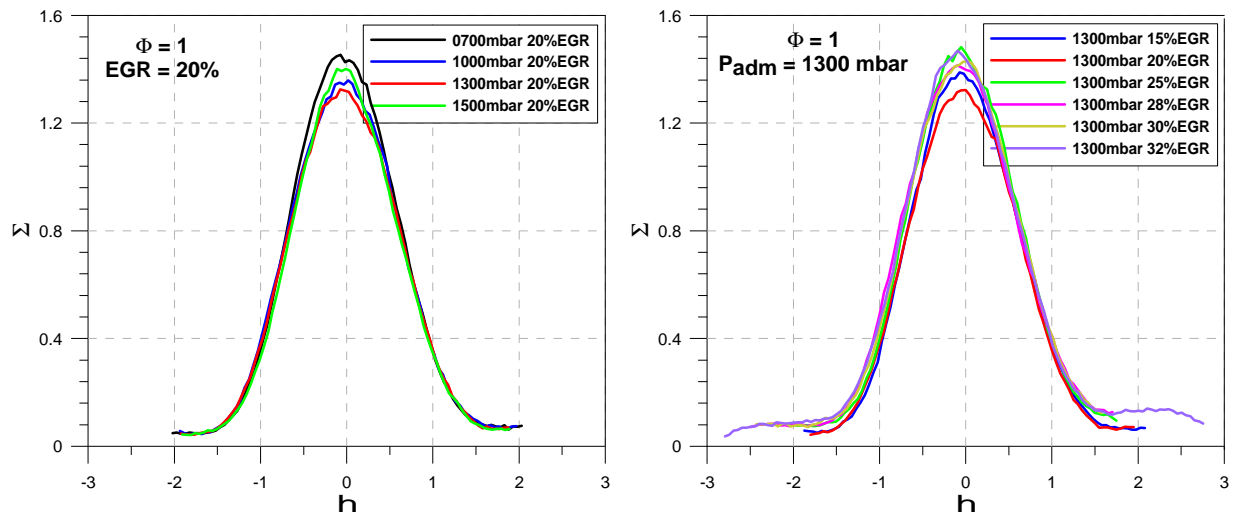 1.6
1.2
0.8
0.4
0
Σ
-3 -2 -1 0 1 2 3
h
Φ = 1
EGR = 20%
0700mbar 20%EGR
1000mbar 20%EGR
1300mbar 20%EGR
1500mbar 20%EGR
1.6
1.2
0.8
0.4
0
Σ
-3 -2 -1 0 1 2 3
h
Φ = 1
Padm = 1300 mbar
1300mbar 15%EGR
1300mbar 20%EGR
1300mbar 25%EGR
1300mbar 28%EGR
1300mbar 30%EGR
1300mbar 32%EGR